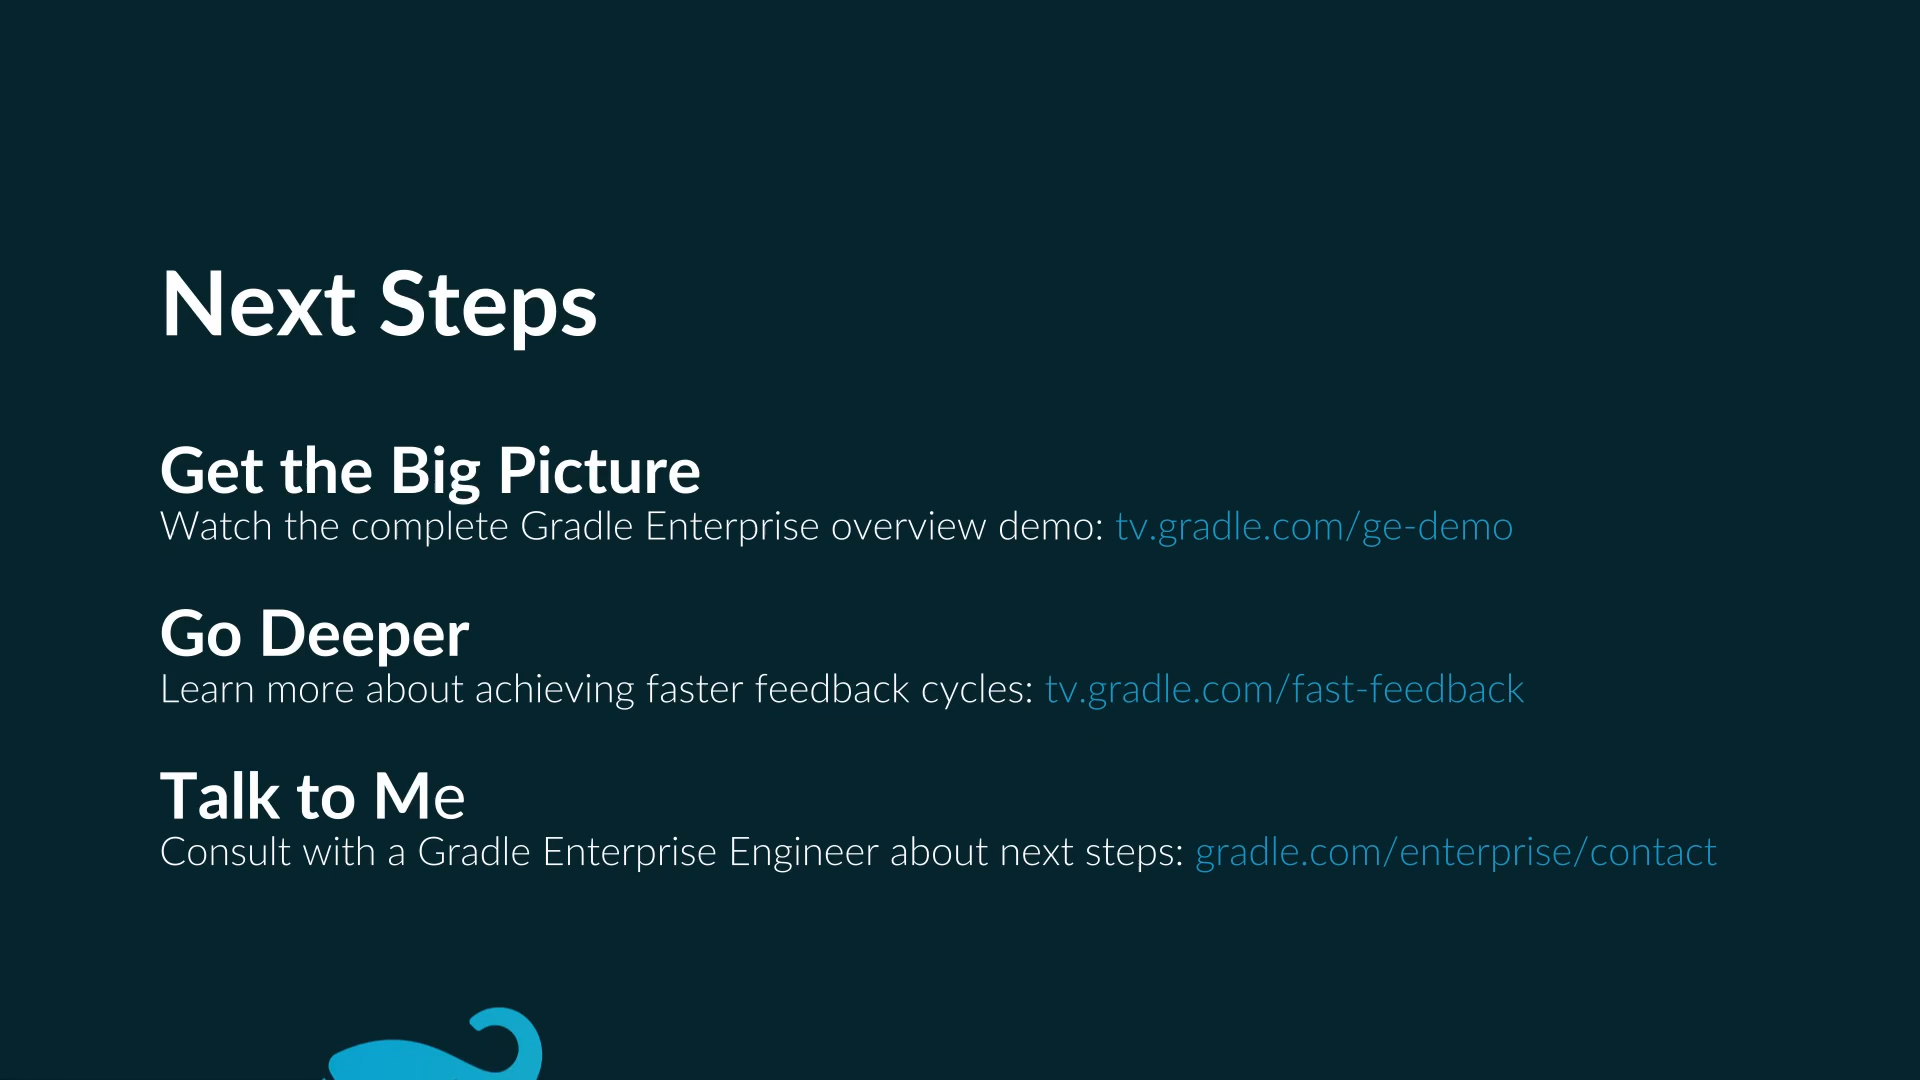 Next Steps
Get the Big Picture
Watch the complete Gradle Enterprise overview demo: tv.gradle.com/ge-demo
Go Deeper
Learn more about achieving faster feedback cycles: tv.gradle.com/fast-feedback
Talk to Me
Consult with a Gradle Enterprise Engineer about next steps: gradle.com/enterprise/contact